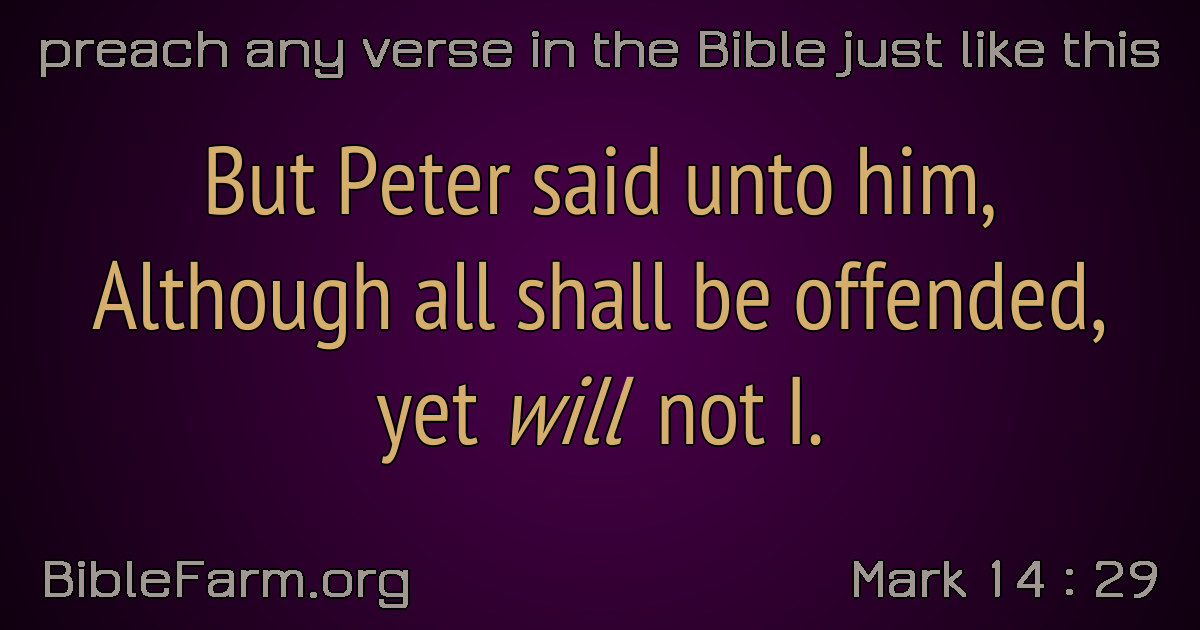 preach any verse in the Bible just like this
But Peter said unto him,
Although all shall be offended,
yet will not I.
BibleFarm.org
Mark 14 : 29